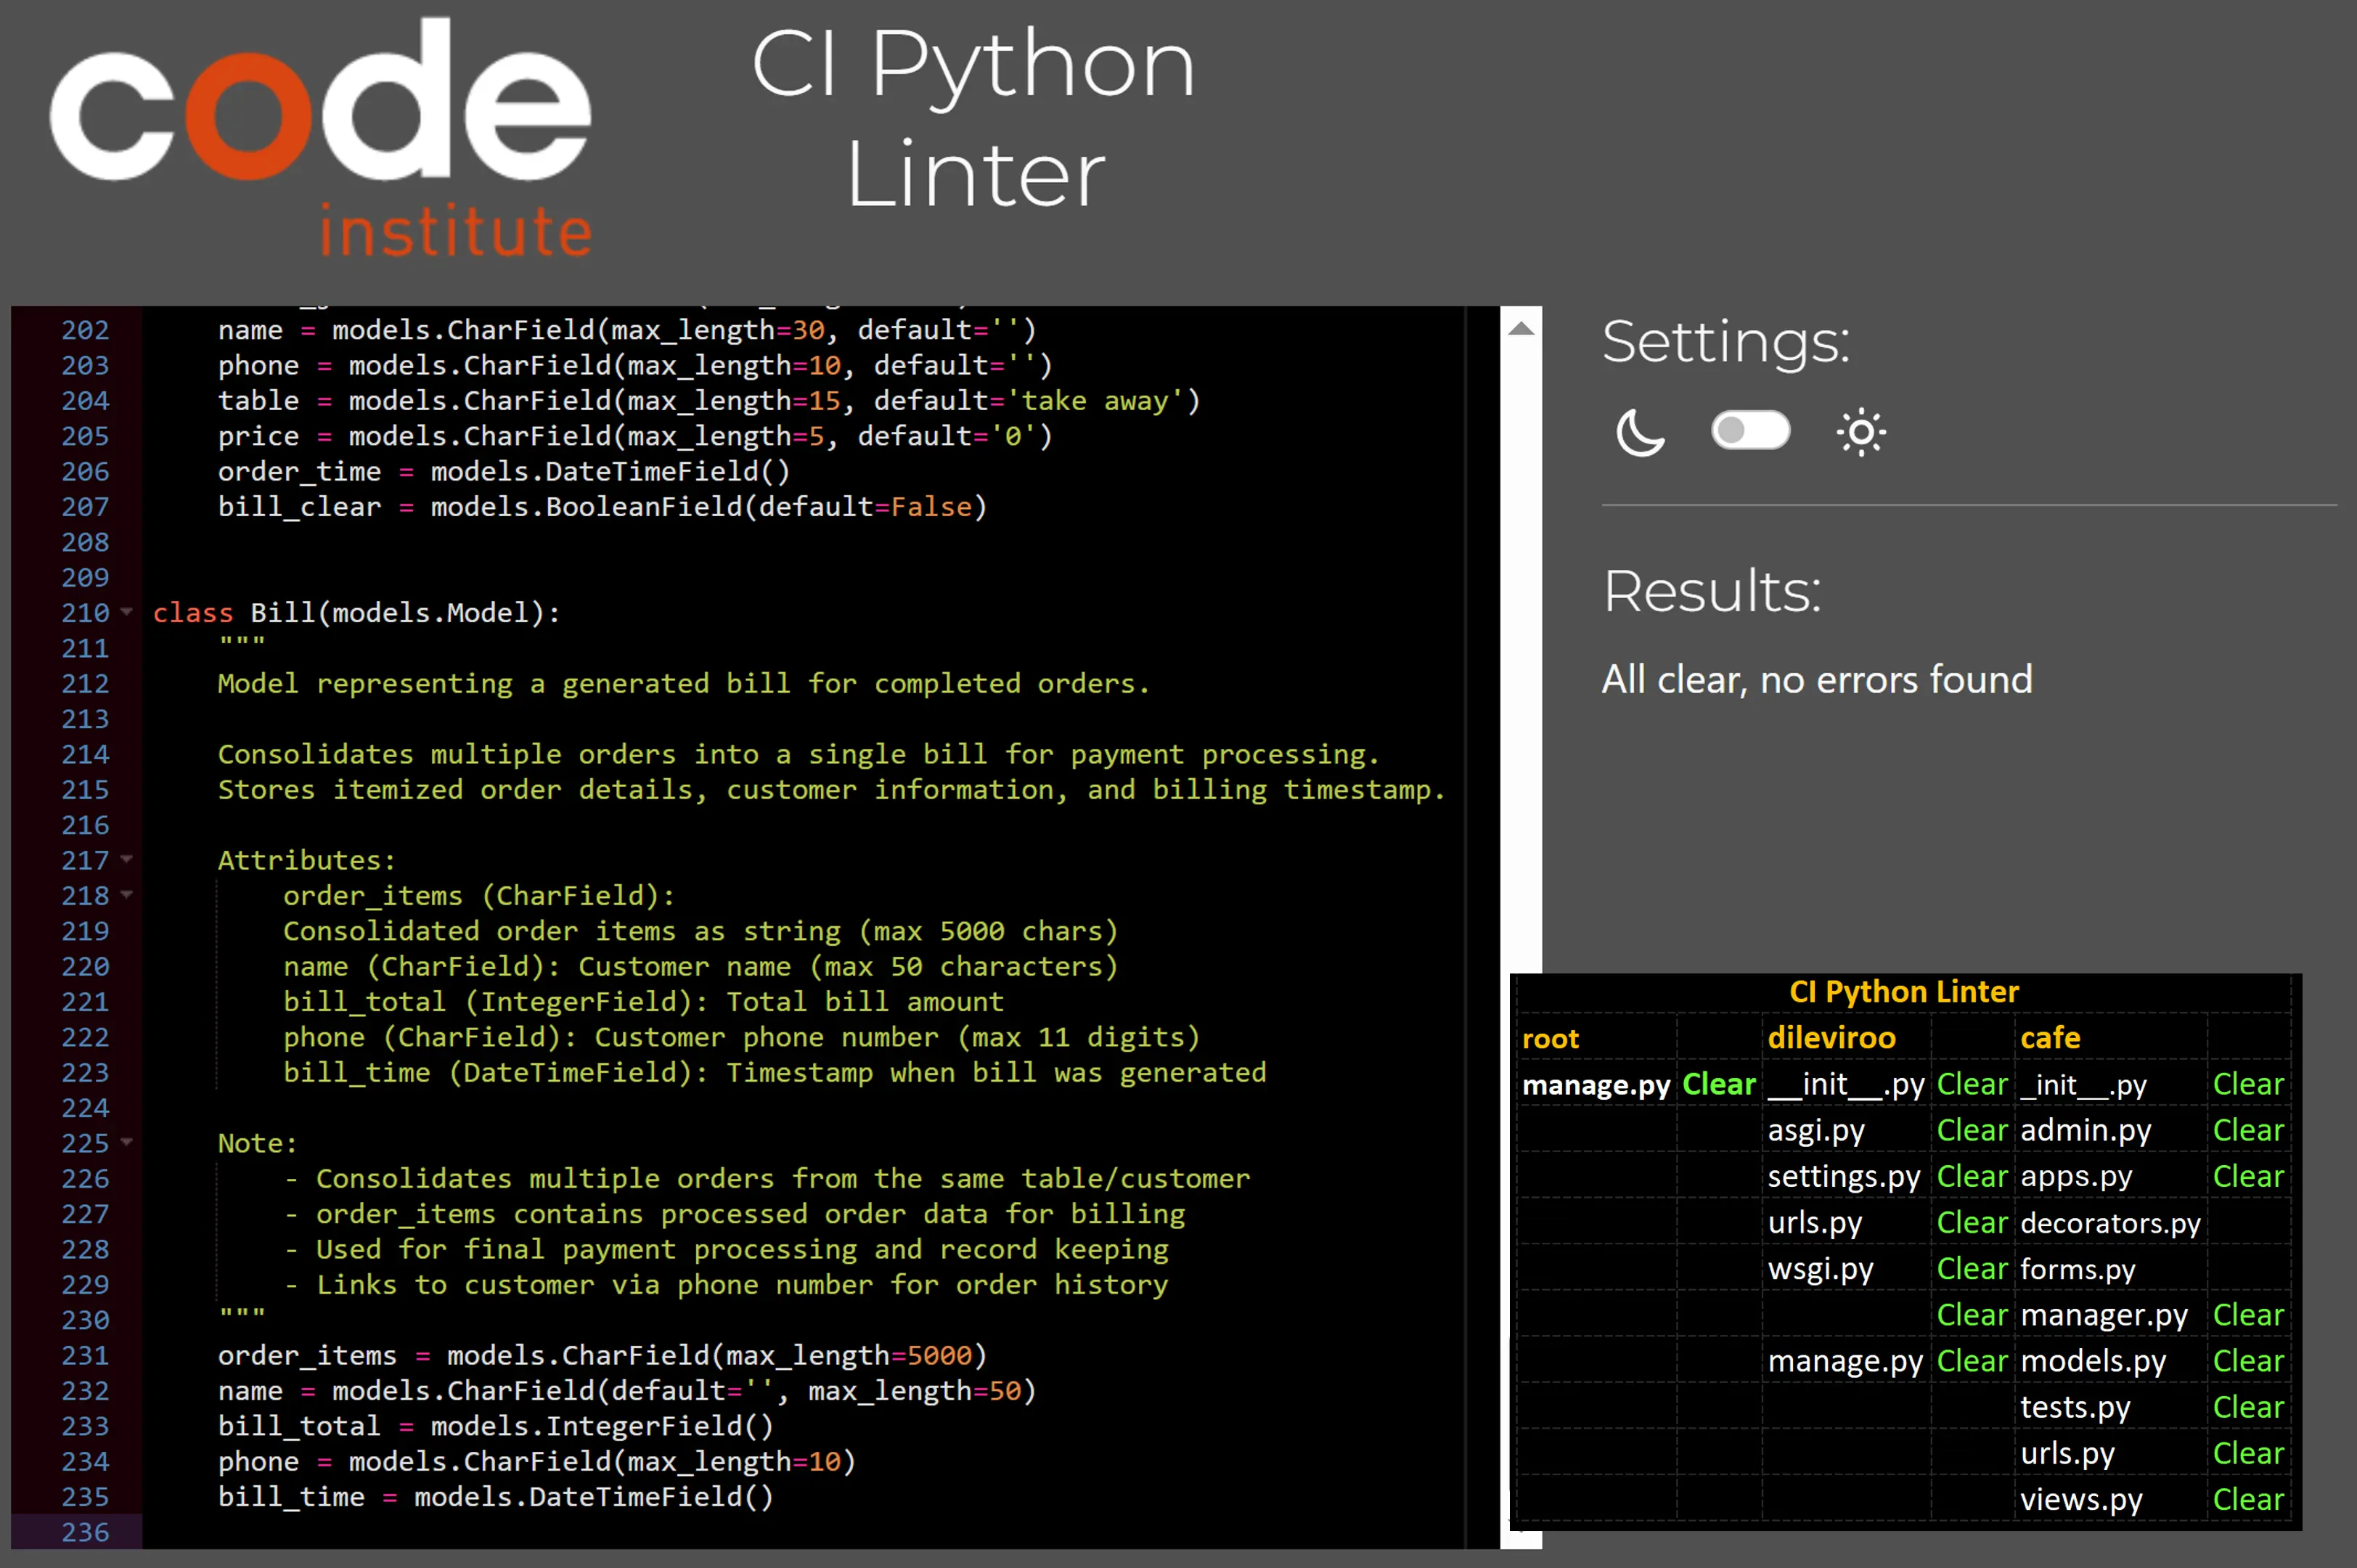 code
institute
CI Python
Linter
202 name = models.CharField(max_length=30, default='')
203 phone = models.CharField(max_length=10, default='')
204 table = models.CharField(max_length=15, default='take away')
205 price = models.CharField(max_length=5, default='0')
206 order_time = models.DateTimeField()
207 bill_clear = models.BooleanField(default=False)
208
209
210 class Bill(models.Model):
211 """
212 Model representing a generated bill for completed orders.
213
214 Consolidates multiple orders into a single bill for payment processing.
215 Stores itemized order details, customer information, and billing timestamp.
216
217 Attributes:
218 order_items (CharField):
219 Consolidated order items as string (max 5000 chars)
220 name (CharField): Customer name (max 50 characters)
221 bill_total (IntegerField): Total bill amount
222 phone (CharField): Customer phone number (max 11 digits)
223 bill_time (DateTimeField): Timestamp when bill was generated
224
225 Note:
226 - Consolidates multiple orders from the same table/customer
227 - order_items contains processed order data for billing
228 - Used for final payment processing and record keeping
229 - Links to customer via phone number for order history
230 """
231 order_items = models.CharField(max_length=5000)
232 name = models.CharField(default='', max_length=50)
233 bill_total = models.IntegerField()
234 phone = models.CharField(max_length=10)
235 bill_time = models.DateTimeField()
236
Settings:
Results:
All clear, no errors found
CI Python Linter
root dileviroo cafe
manage.py Clear __init__.py Clear _init__.py Clear
asgi.py Clear admin.py Clear
settings.py Clear apps.py Clear
urls.py Clear decorators.py
wsgi.py Clear forms.py
Clear manager.py Clear
manage.py Clear models.py Clear
tests.py Clear
urls.py Clear
views.py Clear